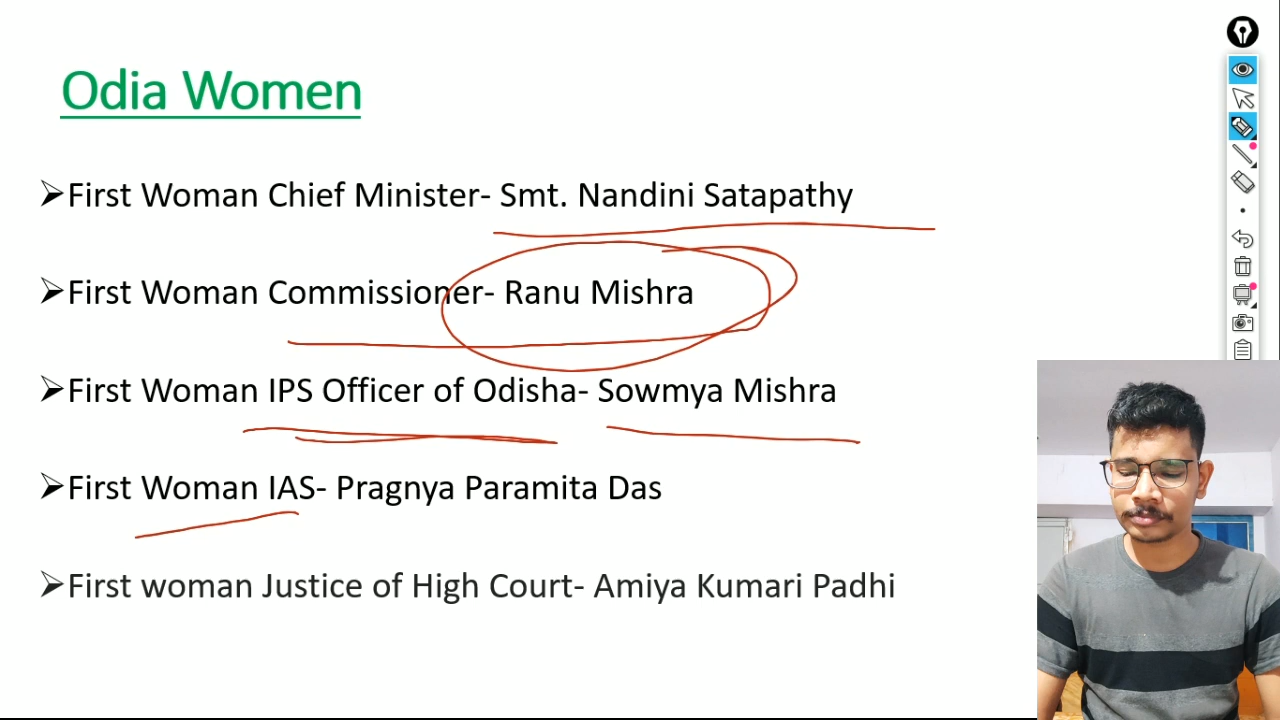 Odia Women
➢First Woman Chief Minister- Smt. Nandini Satapathy
➢First Woman Commissioner- Ranu Mishra
➢First Woman IPS Officer of Odisha- Sowmya Mishra
➢First Woman IAS- Pragnya Paramita Das
➢First woman Justice of High Court- Amiya Kumari Padhi